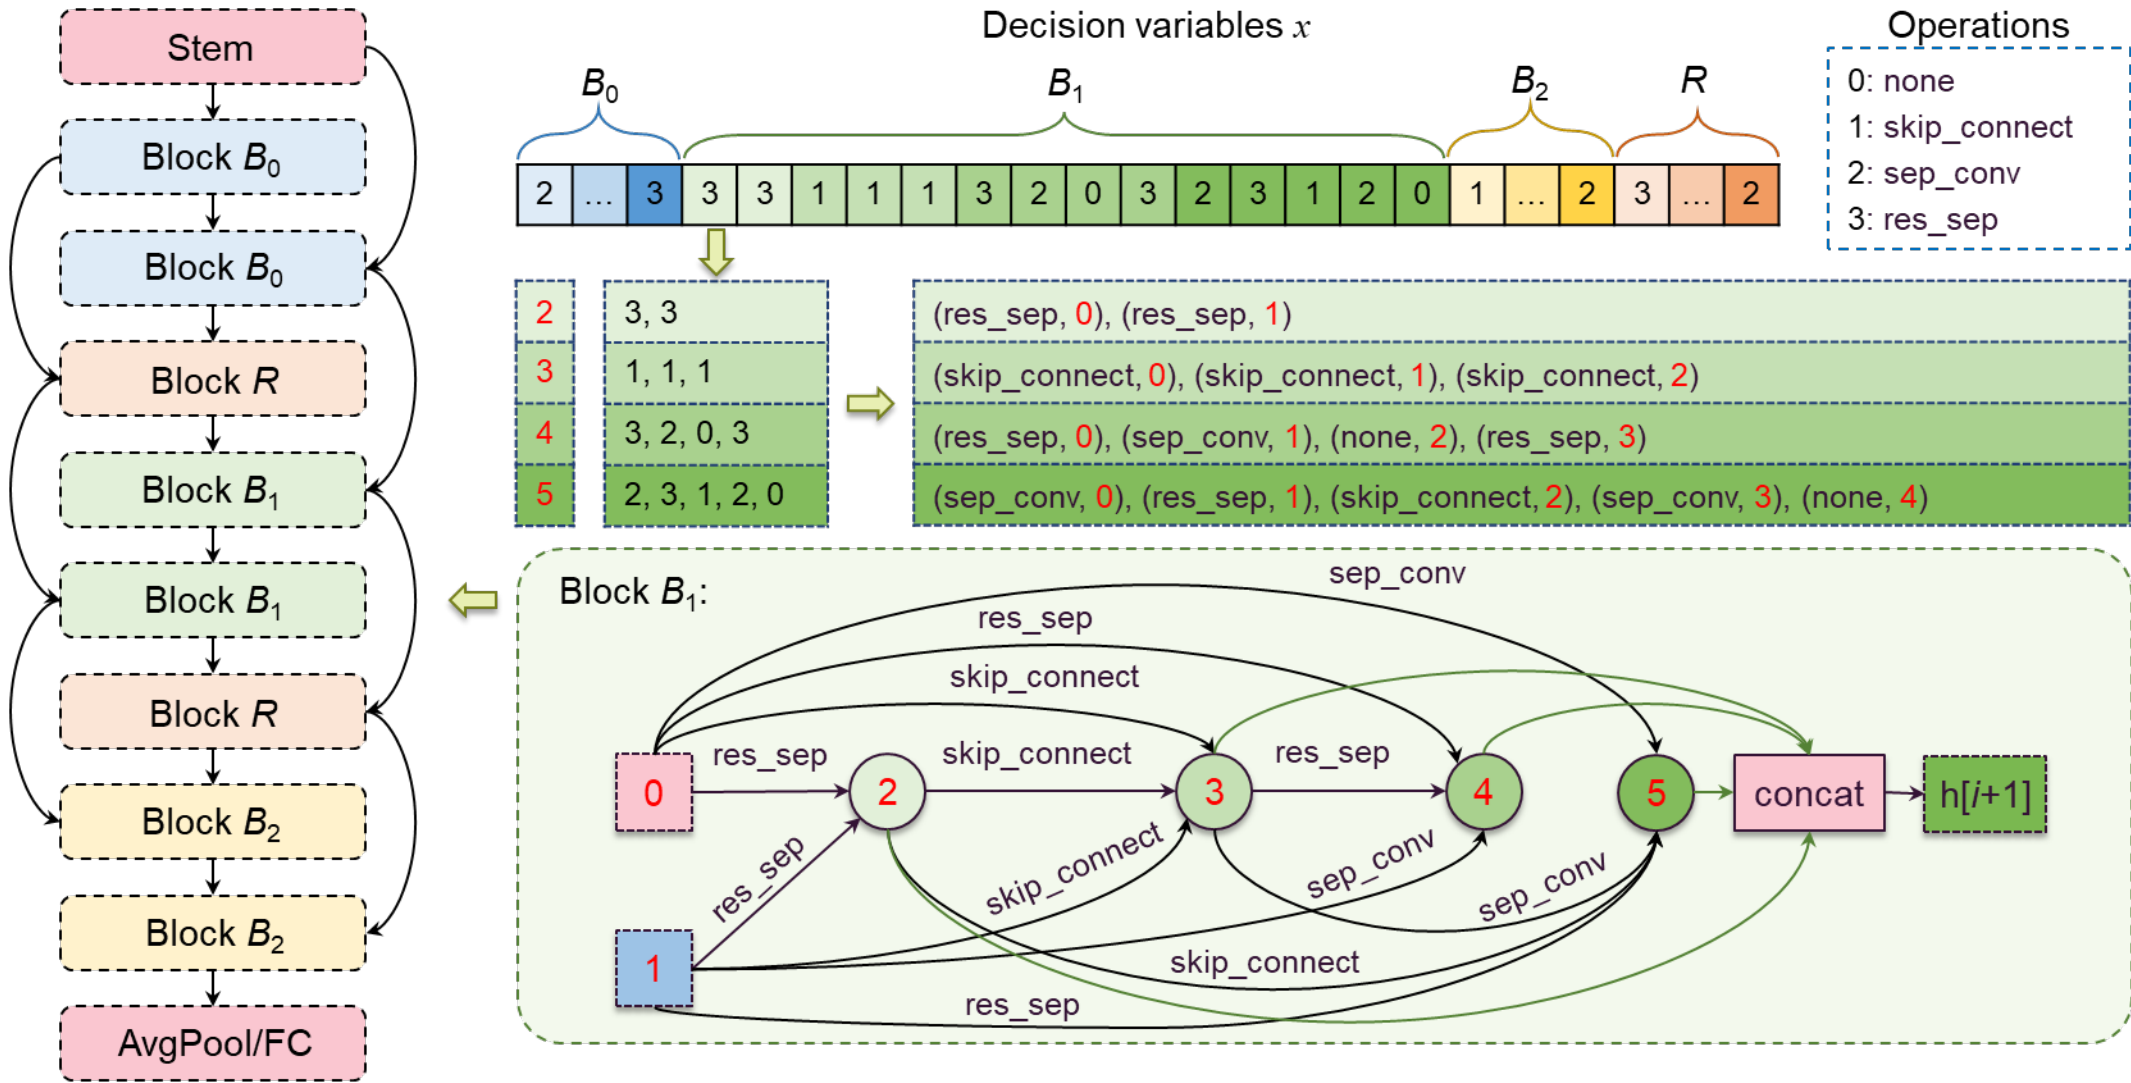 Stem
Block B0
Block B0
Block R
Block B1
Block B1
Block R
Block B2
Block B2
AvgPool/FC
Decision variables x
B0 B1 B2 R
2 ... 3 3 3 1 1 1 3 2 0 3 2 3 1 2 0 1 ... 2 3 ... 2
Operations
0: none
1: skip_connect
2: sep_conv
3: res_sep
2 3, 3 (res_sep, 0), (res_sep, 1)
3 1, 1, 1 (skip_connect, 0), (skip_connect, 1), (skip_connect, 2)
4 3, 2, 0, 3 (res_sep, 0), (sep_conv, 1), (none, 2), (res_sep, 3)
5 2, 3, 1, 2, 0 (sep_conv, 0), (res_sep, 1), (skip_connect, 2), (sep_conv, 3), (none, 4)
Block B1:
sep_conv
res_sep
skip_connect
res_sep
skip_connect
res_sep
0 2 3 4 5 concat h[i+1]
res_sep
skip_connect
sep_conv
sep_conv
1
skip_connect
res_sep